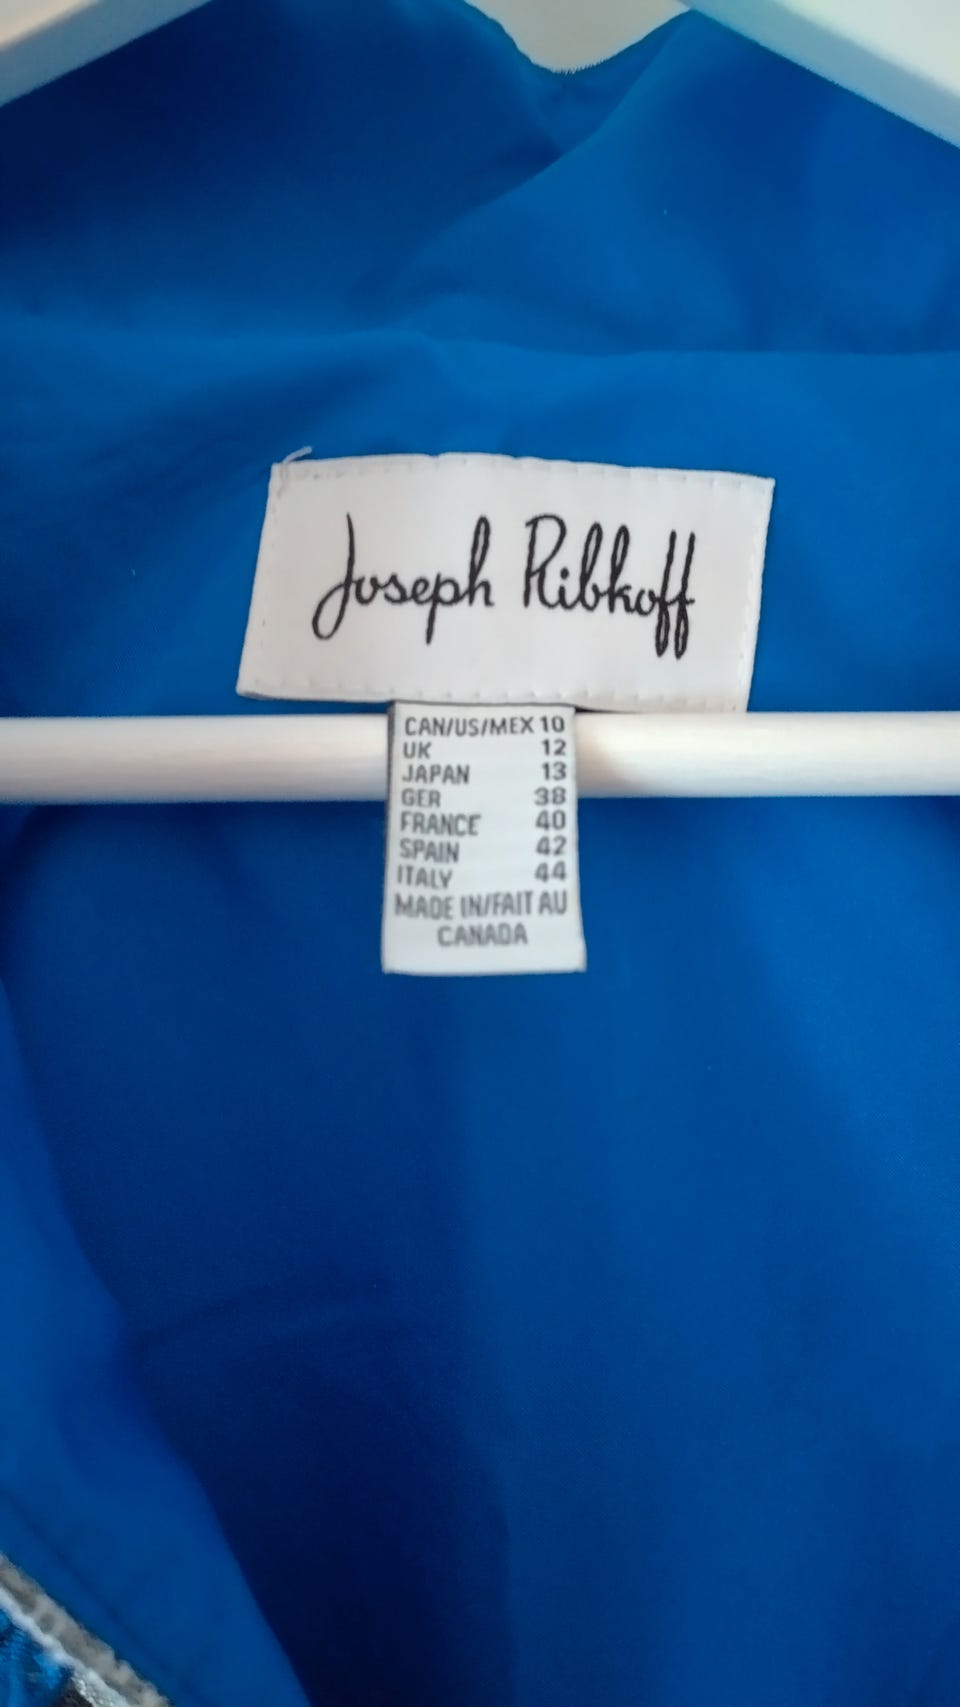 Joseph Ribkoff
CAN/US/MEX 10
UK 12
JAPAN 13
GER 38
FRANCE 40
SPAIN 42
ITALY 44
MADE IN/FAIT AU
CANADA